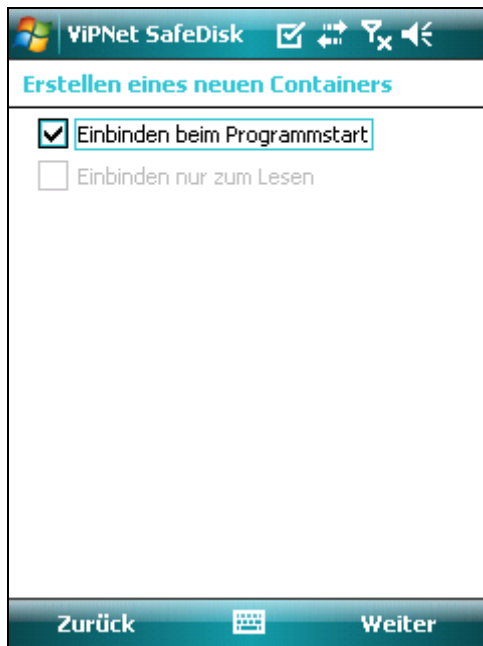 ViPNet SafeDisk
Erstellen eines neuen Containers
Einbinden beim Programmstart
Einbinden nur zum Lesen
Zurück Weiter